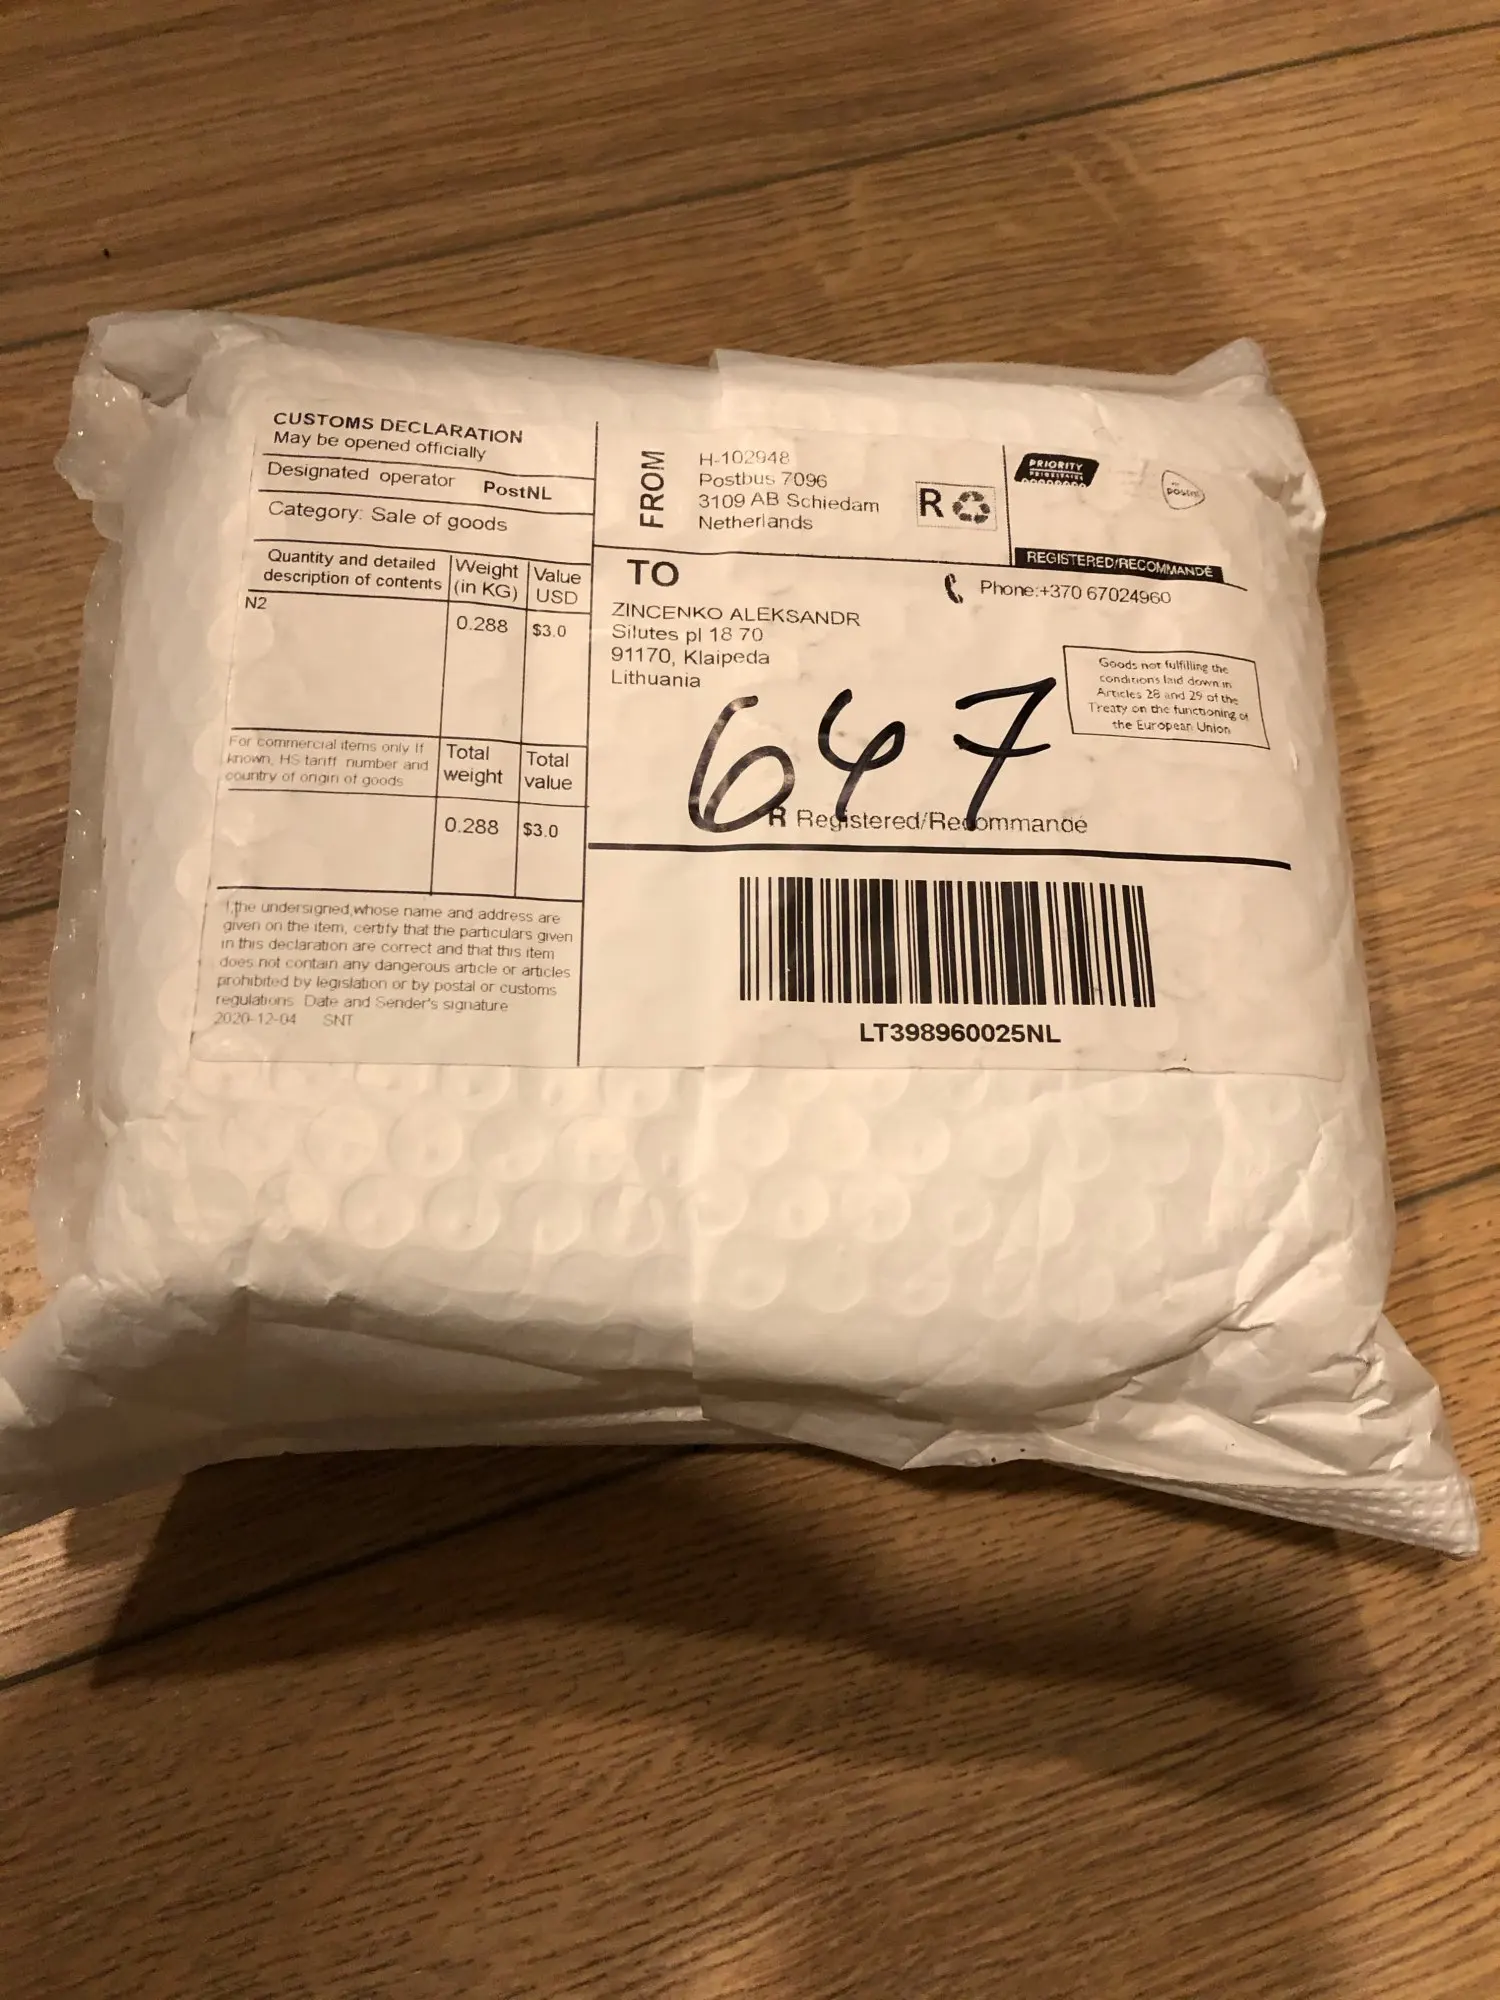 CUSTOMS DECLARATION
May be opened officially
Designated operator PostNL
Category: Sale of goods
Quantity and detailed
description of contents
Weight
(in KG)
Value
USD
N2
0.288
$3.0
For commercial items only If
known, HS tariff number and
country of origin of goods
Total
weight
Total
value
0.288
$3.0
I,the undersigned,whose name and address are
given on the item, certify that the particulars given
in this declaration are correct and that this item
does not contain any dangerous article or articles
prohibited by legislation or by postal or customs
regulations Date and Sender's signature
2020-12-04 SNT
FROM
H-102948
Postbus 7096
3109 AB Schiedam
Netherlands
R
PRIORITY
postnl
REGISTERED/RECOMMANDÉ
TO
Phone:+370 67024960
ZINCENKO ALEKSANDR
Silutes pl 18 70
91170, Klaipeda
Lithuania
Goods not fulfilling the
conditions laid down in
Articles 28 and 29 of the
Treaty on the functioning of
the European Union
647
R Registered/Recommandé
LT398960025NL